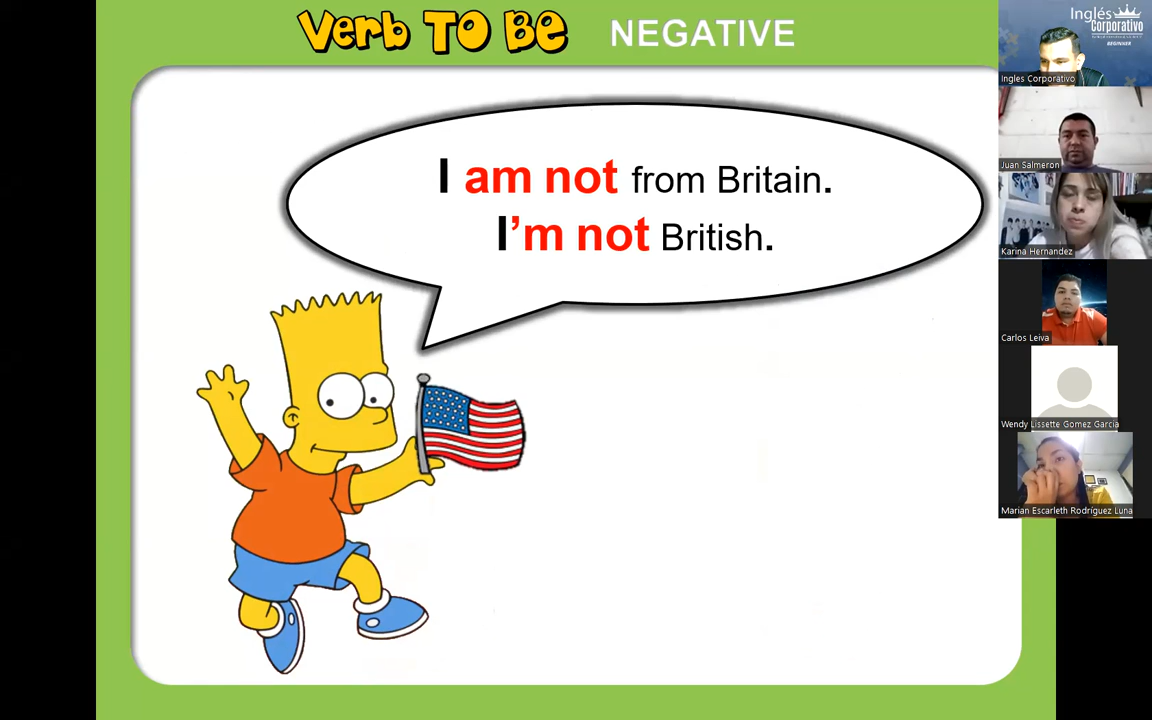 Verb TO BE NEGATIVE
I am not from Britain.
I’m not British.
Inglés
Corporativo
BEGINNER
Ingles Corporativo
Juan Salmeron
Karina Hernandez
Carlos Leiva
Wendy Lissette Gomez Garcia
Marian Escarleth Rodríguez Luna